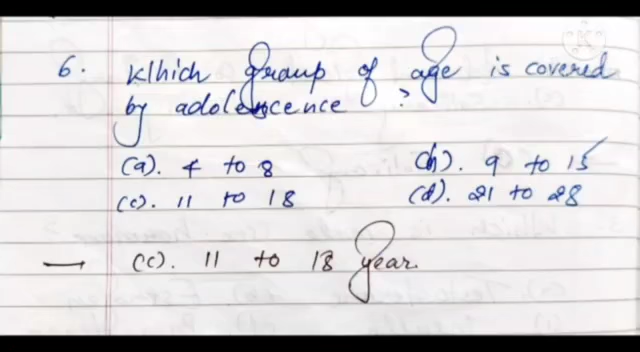 6. Which group of age is covered
by adolescence ?
(a). 4 to 8 (b). 9 to 15
(c). 11 to 18 (d). 21 to 28
— (c). 11 to 18 year.